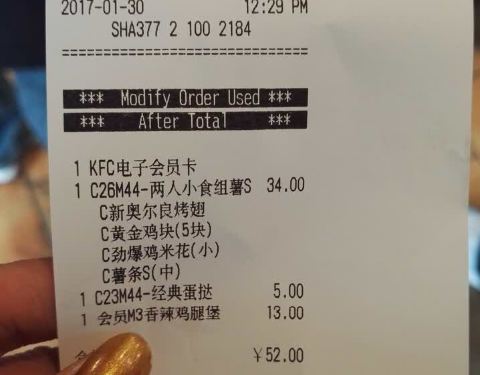 2017-01-30 12:29 PM
SHA377 2 100 2184
==============================
*** Modify Order Used ***
*** After Total ***
1 KFC电子会员卡
1 C26M44-两人小食组薯S 34.00
C新奥尔良烤翅
C黄金鸡块(5块)
C劲爆鸡米花(小)
C薯条S(中)
1 C23M44-经典蛋挞 5.00
1 会员M3香辣鸡腿堡 13.00
¥52.00